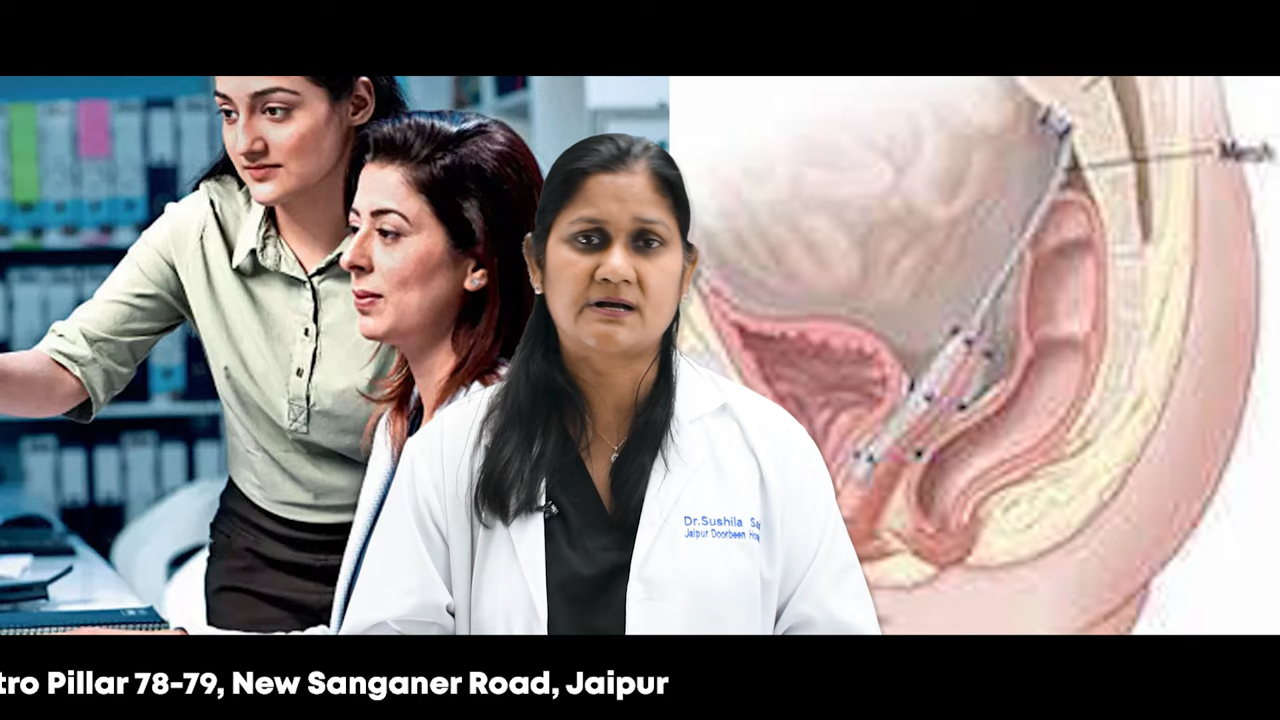 Mesh
Dr.Sushila
Jaipur Doorbeen
tro Pillar 78-79, New Sanganer Road, Jaipur